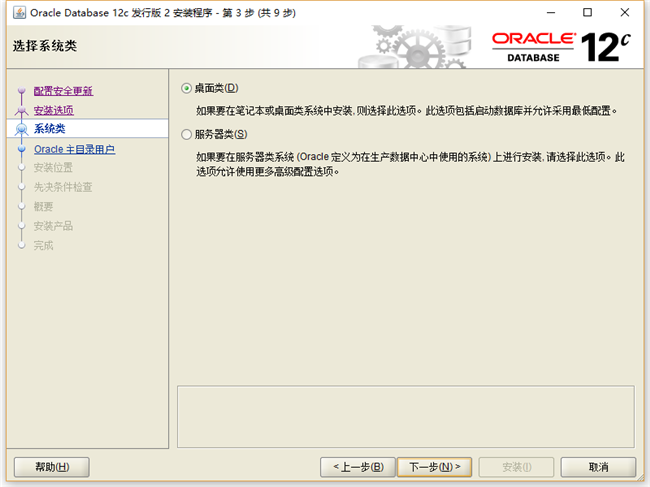 Oracle Database 12c 发行版 2 安装程序 - 第 3 步 (共 9 步)
选择系统类
ORACLE
DATABASE
12c
配置安全更新
安装选项
系统类
Oracle 主目录用户
安装位置
先决条件检查
概要
安装产品
完成
桌面类(D)
如果要在笔记本或桌面类系统中安装, 则选择此选项。此选项包括启动数据库并允许采用最低配置。
服务器类(S)
如果要在服务器类系统 (Oracle 定义为在生产数据中心中使用的系统) 上进行安装, 请选择此选项。此
选项允许使用更多高级配置选项。
帮助(H)
< 上一步(B)
下一步(N) >
安装(I)
取消